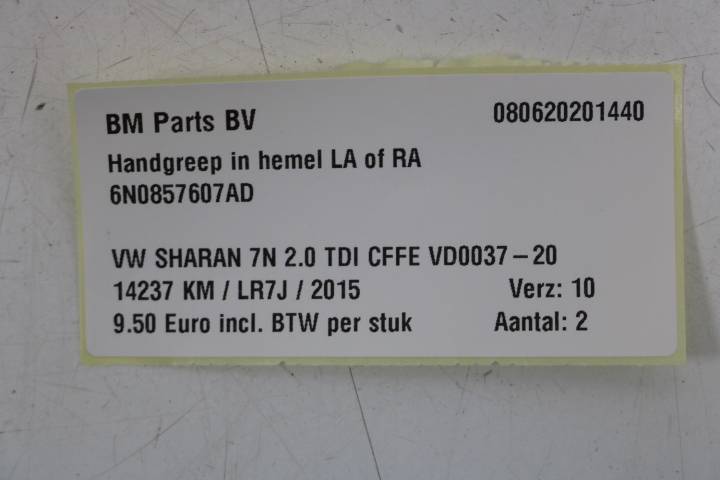 BM Parts BV 080620201440
Handgreep in hemel LA of RA
6N0857607AD
VW SHARAN 7N 2.0 TDI CFFE VD0037-20
14237 KM / LR7J / 2015 Verz: 10
9.50 Euro incl. BTW per stuk Aantal: 2